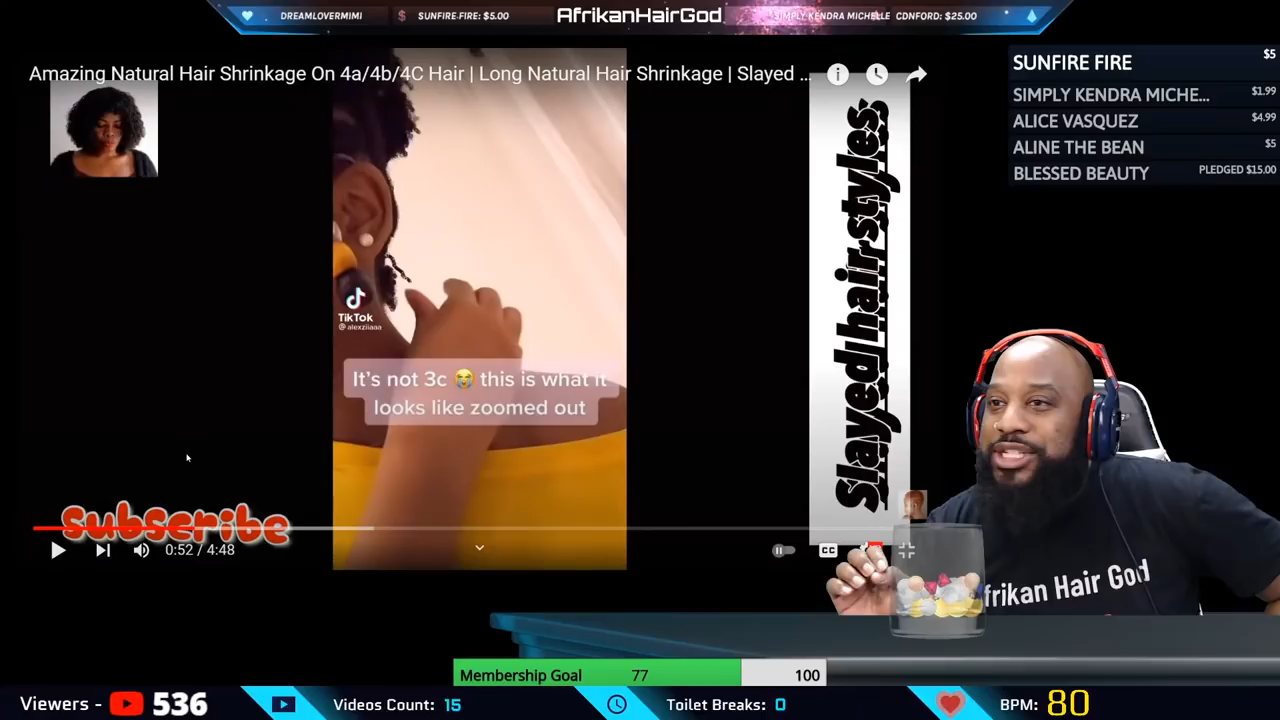 DREAMLOVERMIMI
SUNFIRE FIRE: $5.00
AfrikanHairGod
SIMPLY KENDRA MICHELLE CDNFORD: $25.00
Amazing Natural Hair Shrinkage On 4a/4b/4C Hair | Long Natural Hair Shrinkage | Slayed ...
SUNFIRE FIRE $5
SIMPLY KENDRA MICHE... $1.99
ALICE VASQUEZ $4.99
ALINE THE BEAN $5
BLESSED BEAUTY PLEDGED $15.00
Slayed hair styles
TikTok
@alexziiaaa
It's not 3c 😭 this is what it
looks like zoomed out
subscribe
0:52 / 4:48
CC
frikan Hair God
Membership Goal 77 100
Viewers - 536
Videos Count: 15
Toilet Breaks: 0
BPM: 80